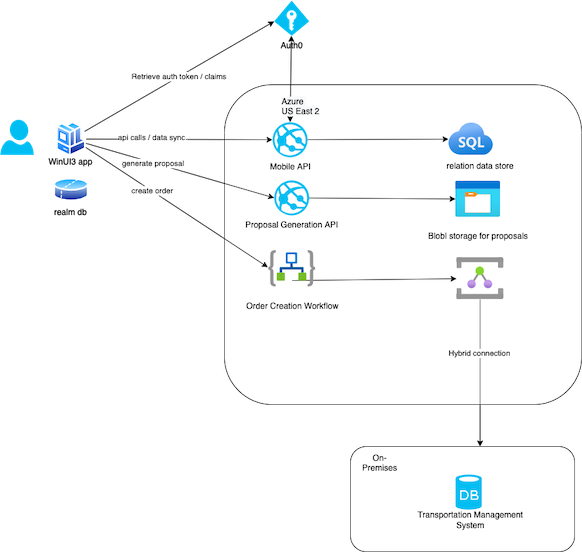 Auth0
Retrieve auth token / claims
Azure
US East 2
api calls / data sync
WinUI3 app
Mobile API
SQL
relation data store
generate proposal
create order
realm db
Proposal Generation API
Blobl storage for proposals
Order Creation Workflow
Hybrid connection
On-
Premises
DB
Transportation Management
System